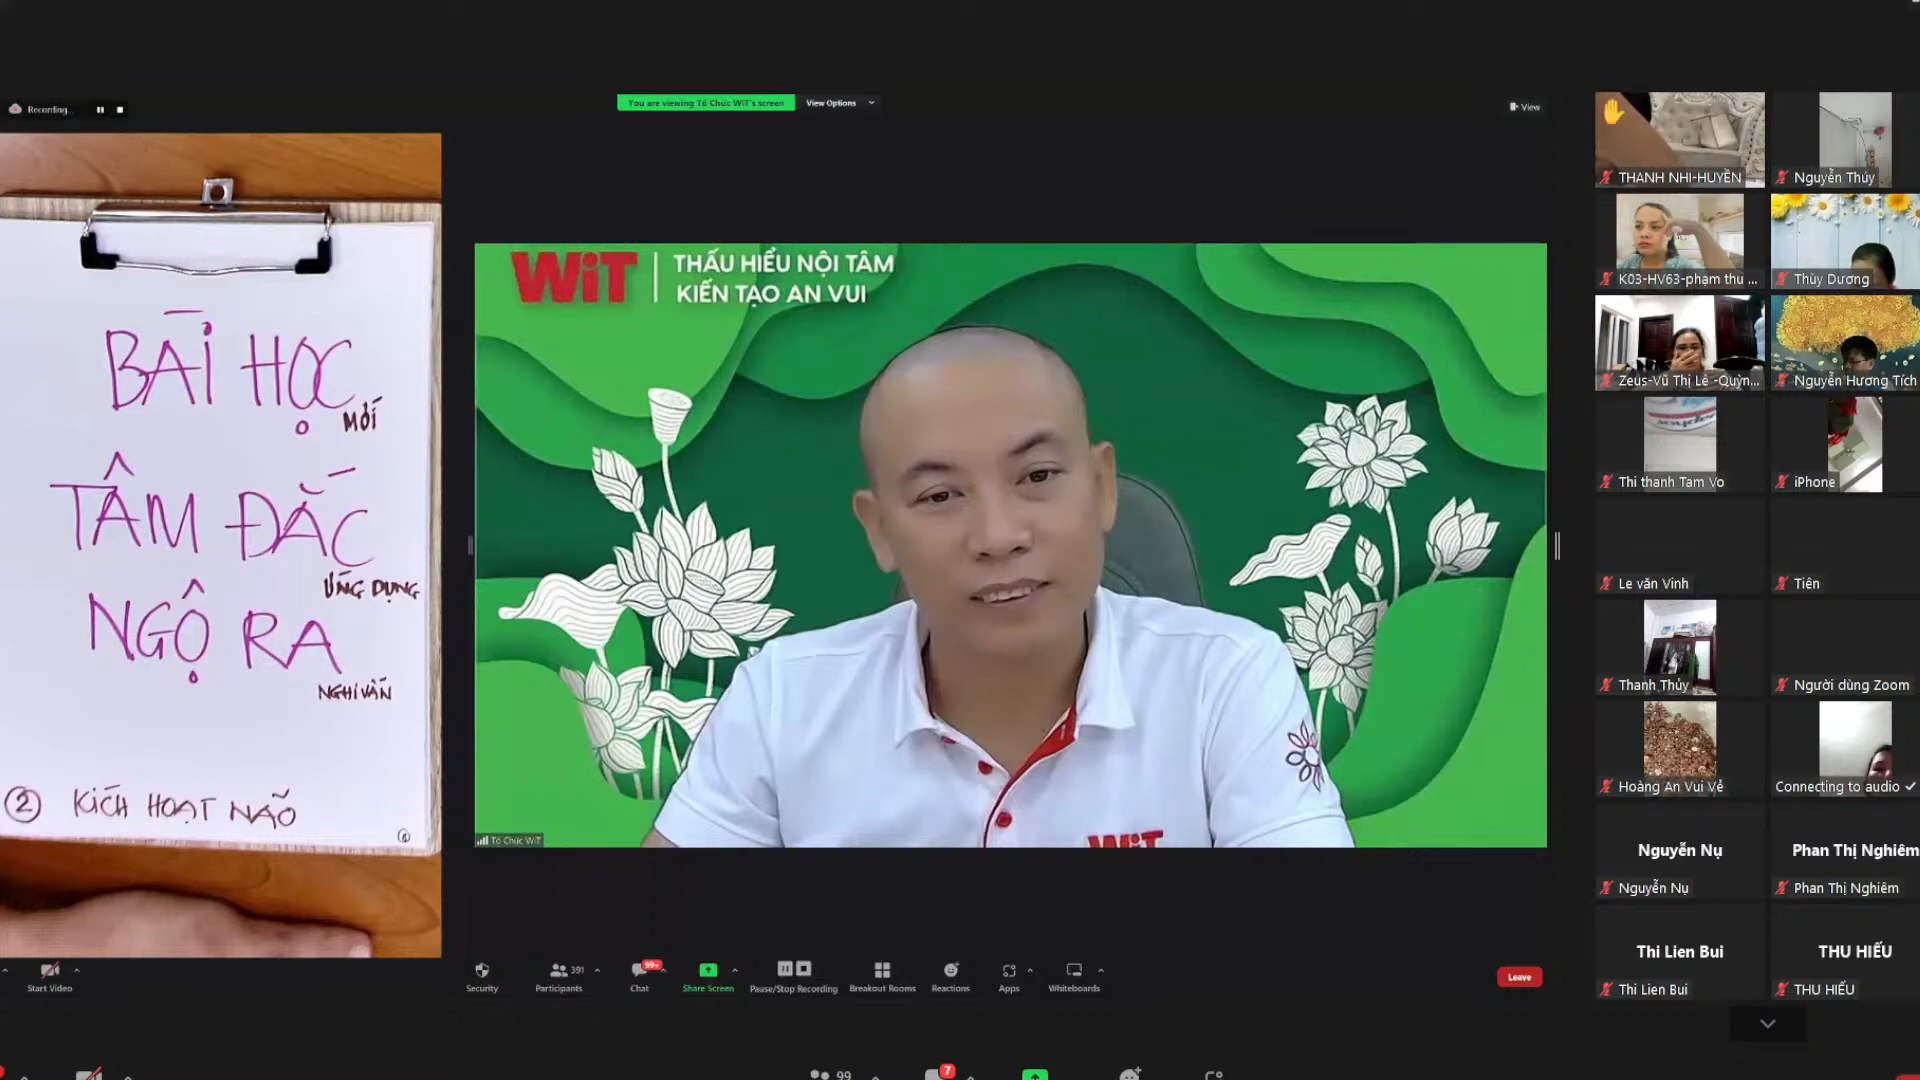 Recording...
You are viewing Tổ Chức WiT's screen
View Options
View
BÀI HỌC
MỚI
TÂM ĐẮC
ỨNG DỤNG
NGỘ RA
NGHI VẤN
② KÍCH HOẠT NÃO
WiT
THẤU HIỂU NỘI TÂM
KIẾN TẠO AN VUI
WiT
Tổ Chức WiT
THANH NHI-HUYỀN
Nguyễn Thúy
K03-HV63-phạm thu ...
Thùy Dương
Zeus-Vũ Thị Lê -Quỳn...
Nguyễn Hương Tích
Thi thanh Tam Vo
iPhone
Le văn Vinh
Tiên
Thanh Thủy
Người dùng Zoom
Hoàng An Vui Vẻ
Connecting to audio
Nguyễn Nụ
Phan Thị Nghiêm
Nguyễn Nụ
Phan Thị Nghiêm
Thi Lien Bui
THU HIẾU
Thi Lien Bui
THU HIẾU
Start Video
Security
391
Participants
99+
Chat
Share Screen
Pause/Stop Recording
Breakout Rooms
Reactions
Apps
Whiteboards
Leave
99
7